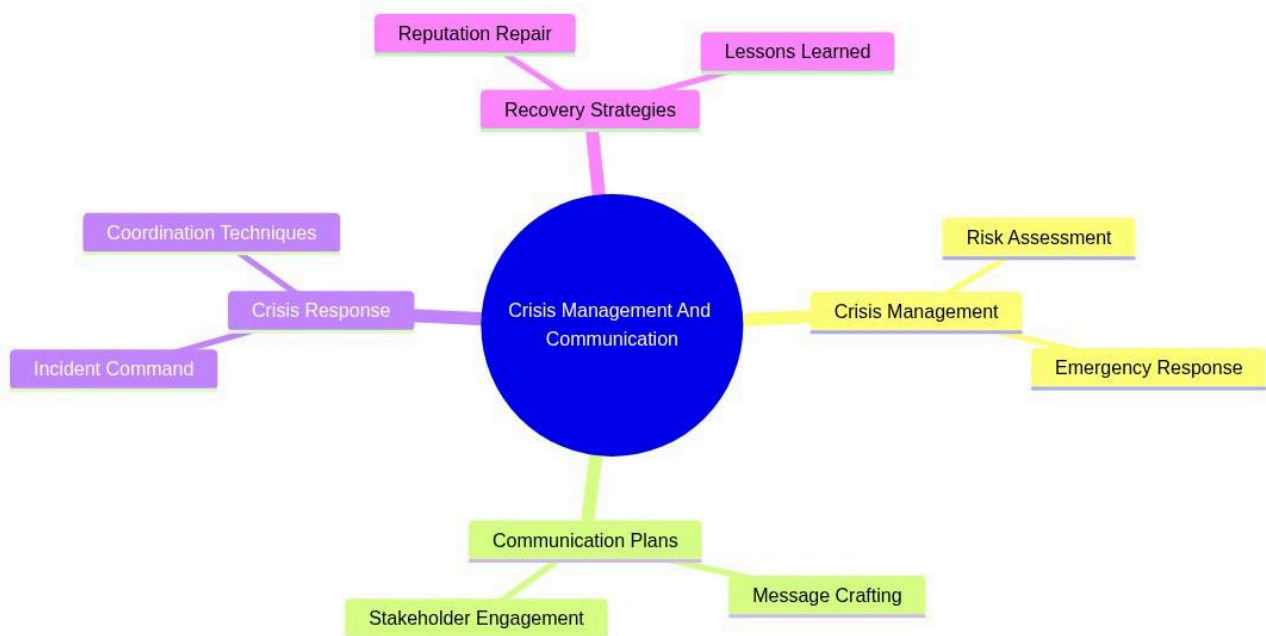 Reputation Repair
Lessons Learned
Recovery Strategies
Coordination Techniques
Risk Assessment
Crisis Response
Crisis Management And
Communication
Crisis Management
Incident Command
Emergency Response
Communication Plans
Message Crafting
Stakeholder Engagement